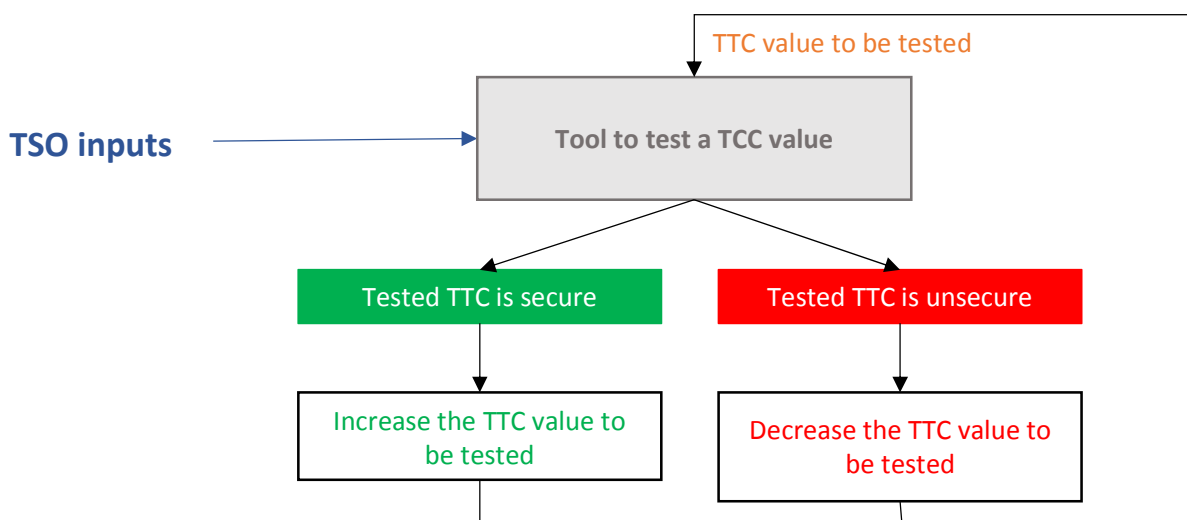 TTC value to be tested
TSO inputs
Tool to test a TCC value
Tested TTC is secure
Tested TTC is unsecure
Increase the TTC value to
be tested
Decrease the TTC value to
be tested